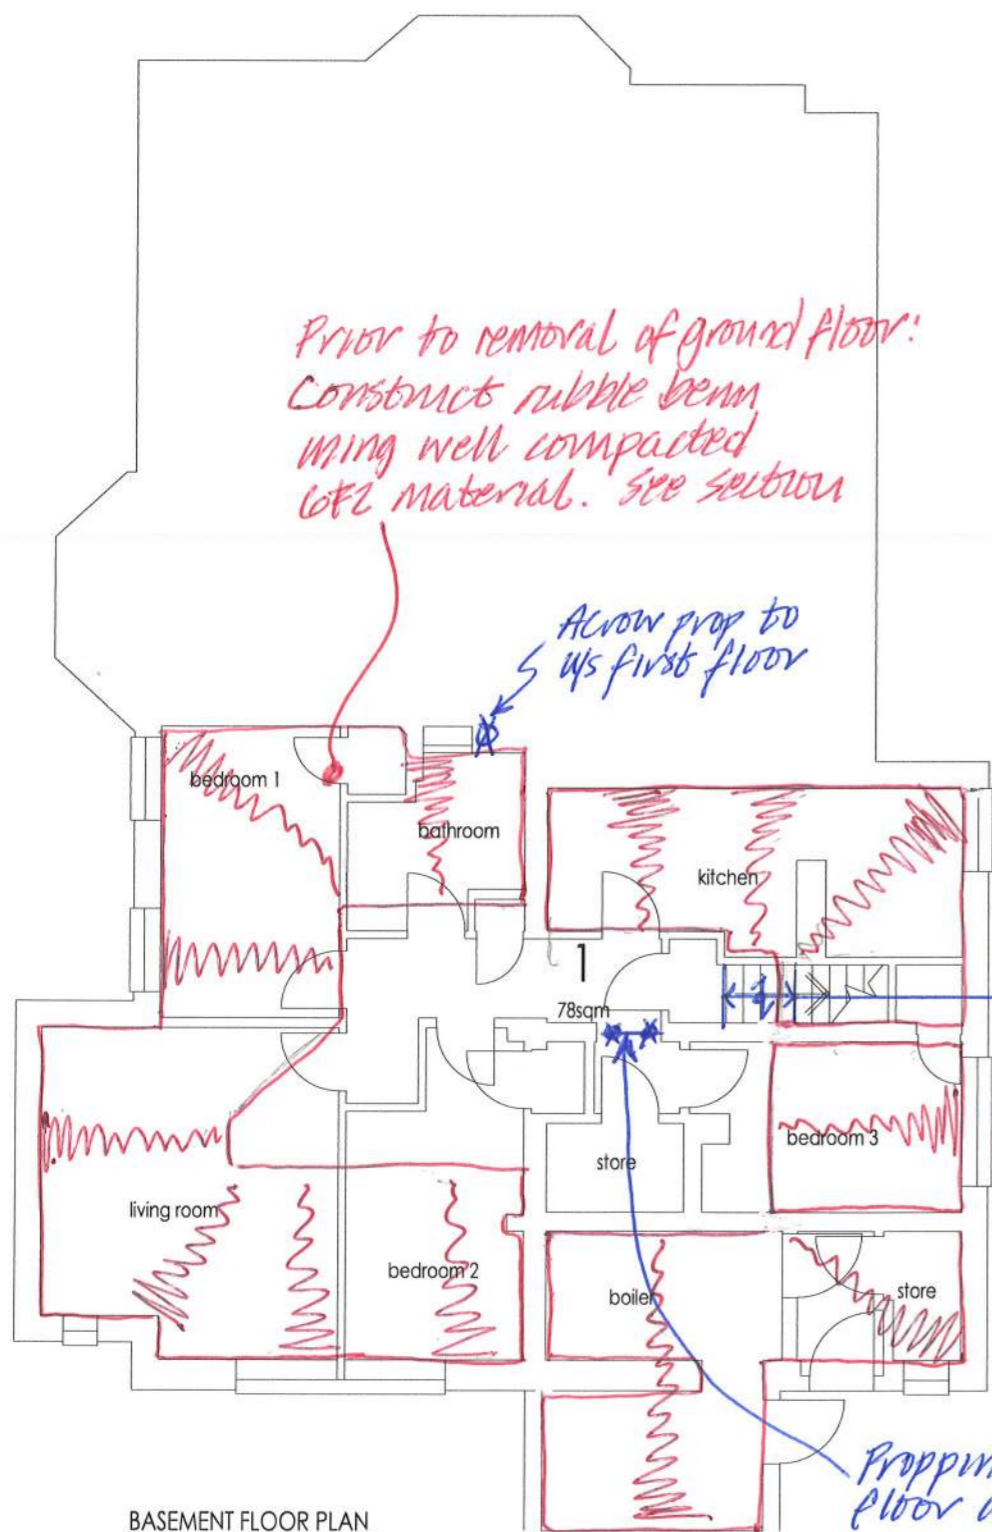 Prior to removal of ground floor:
Construct rubble berm
using well compacted
6F2 material. See section
Acrow prop to
u/s first floor
bedroom 1
bathroom
kitchen
1
78sqm
bedroom 3
store
living room
bedroom 2
boiler
store
Propping
floor
BASEMENT FLOOR PLAN